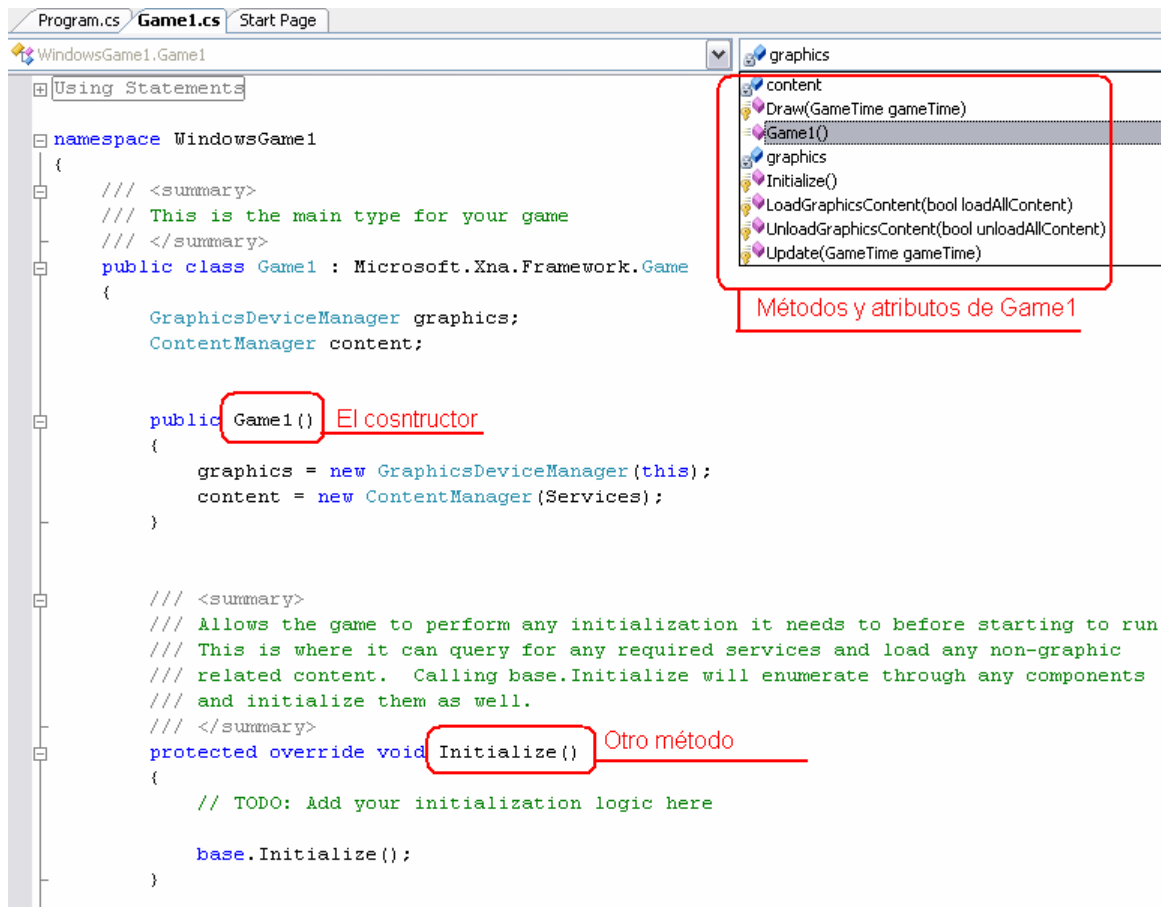 Program.cs Game1.cs Start Page
WindowsGame1.Game1
graphics
content
Draw(GameTime gameTime)
Game1()
graphics
Initialize()
LoadGraphicsContent(bool loadAllContent)
UnloadGraphicsContent(bool unloadAllContent)
Update(GameTime gameTime)
Métodos y atributos de Game1
Using Statements
namespace WindowsGame1
{
/// <summary>
/// This is the main type for your game
/// </summary>
public class Game1 : Microsoft.Xna.Framework.Game
{
GraphicsDeviceManager graphics;
ContentManager content;
public Game1() El cosntructor
{
graphics = new GraphicsDeviceManager(this);
content = new ContentManager(Services);
}
/// <summary>
/// Allows the game to perform any initialization it needs to before starting to run
/// This is where it can query for any required services and load any non-graphic
/// related content.  Calling base.Initialize will enumerate through any components
/// and initialize them as well.
/// </summary>
protected override void Initialize() Otro método
{
// TODO: Add your initialization logic here
base.Initialize();
}